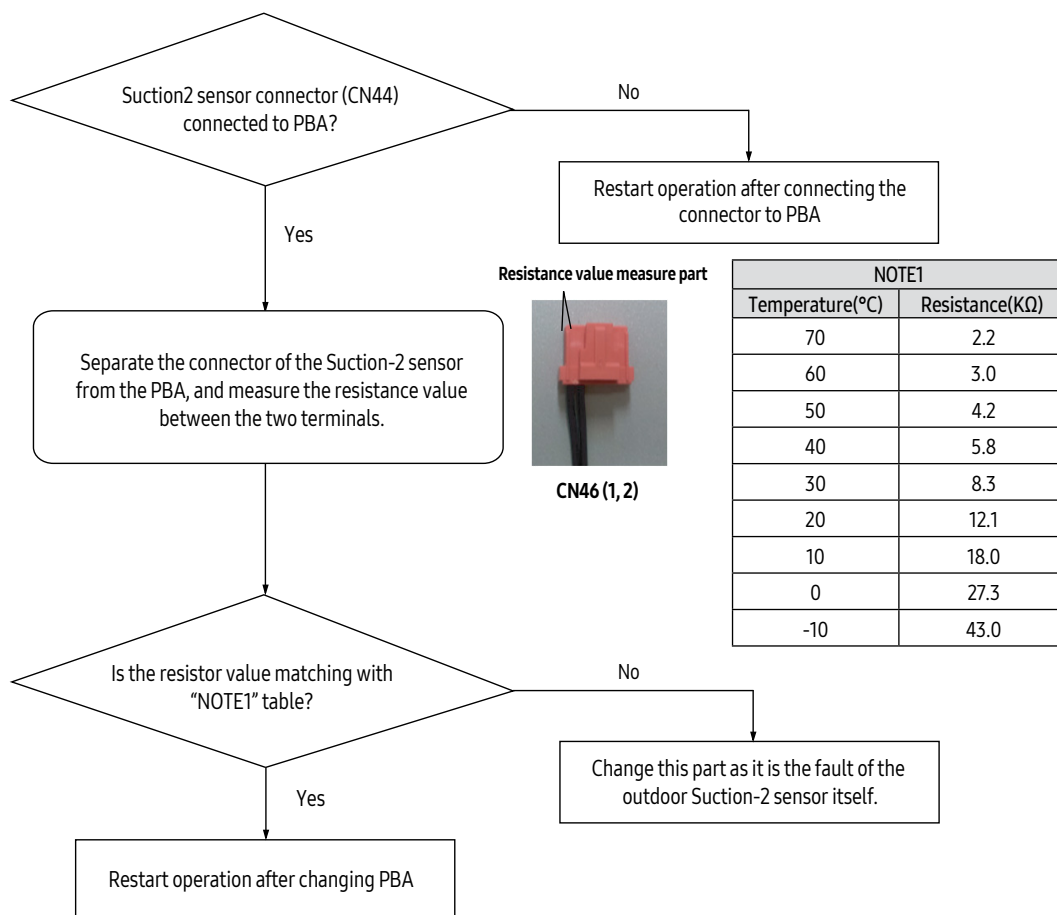 Suction2 sensor connector (CN44)
connected to PBA?
No
Restart operation after connecting the
connector to PBA
Yes
Separate the connector of the Suction-2 sensor
from the PBA, and measure the resistance value
between the two terminals.
Resistance value measure part
CN46 (1, 2)
NOTE1
Temperature(°C) Resistance(KΩ)
70 2.2
60 3.0
50 4.2
40 5.8
30 8.3
20 12.1
10 18.0
0 27.3
-10 43.0
Is the resistor value matching with
“NOTE1” table?
No
Change this part as it is the fault of the
outdoor Suction-2 sensor itself.
Yes
Restart operation after changing PBA